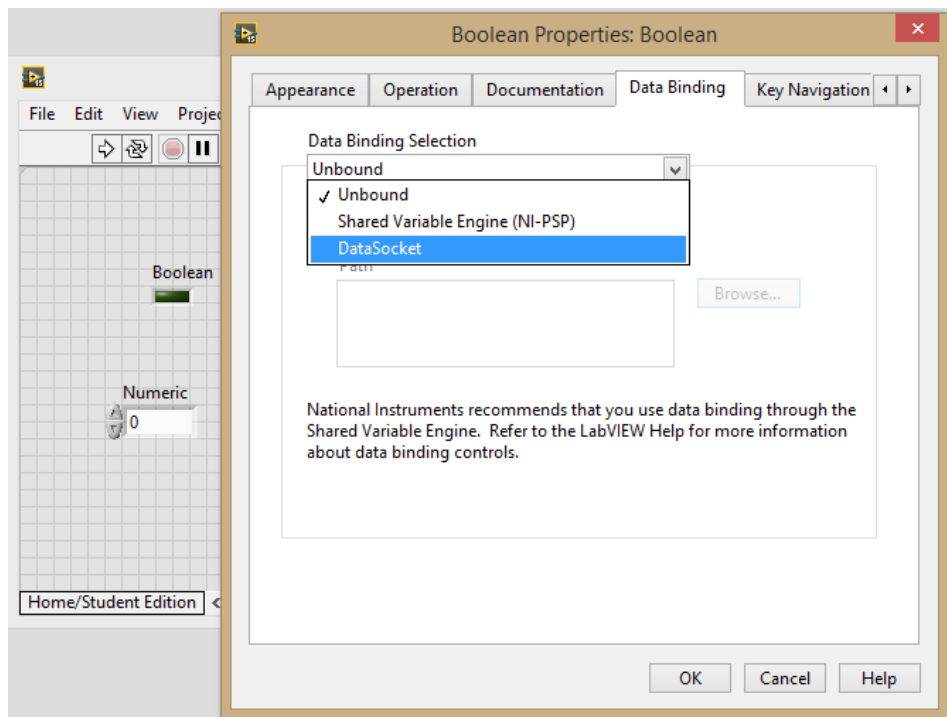 Boolean Properties: Boolean
File Edit View Projec
Boolean
Numeric
0
Home/Student Edition
Appearance Operation Documentation Data Binding Key Navigation
Data Binding Selection
Unbound
Unbound
Shared Variable Engine (NI-PSP)
DataSocket
Path
Browse...
National Instruments recommends that you use data binding through the
Shared Variable Engine. Refer to the LabVIEW Help for more information
about data binding controls.
OK Cancel Help